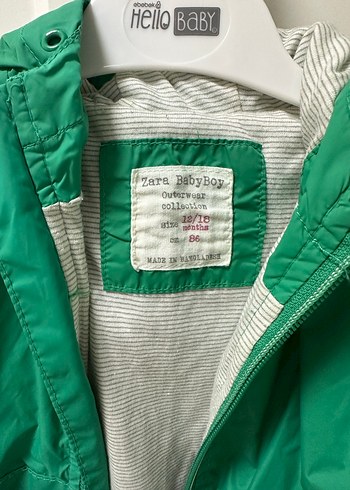 ebebek
Hello BABY
Zara BabyBoy
Outerwear
collection
size 12/18
months
cm 86
MADE IN BANGLADESH